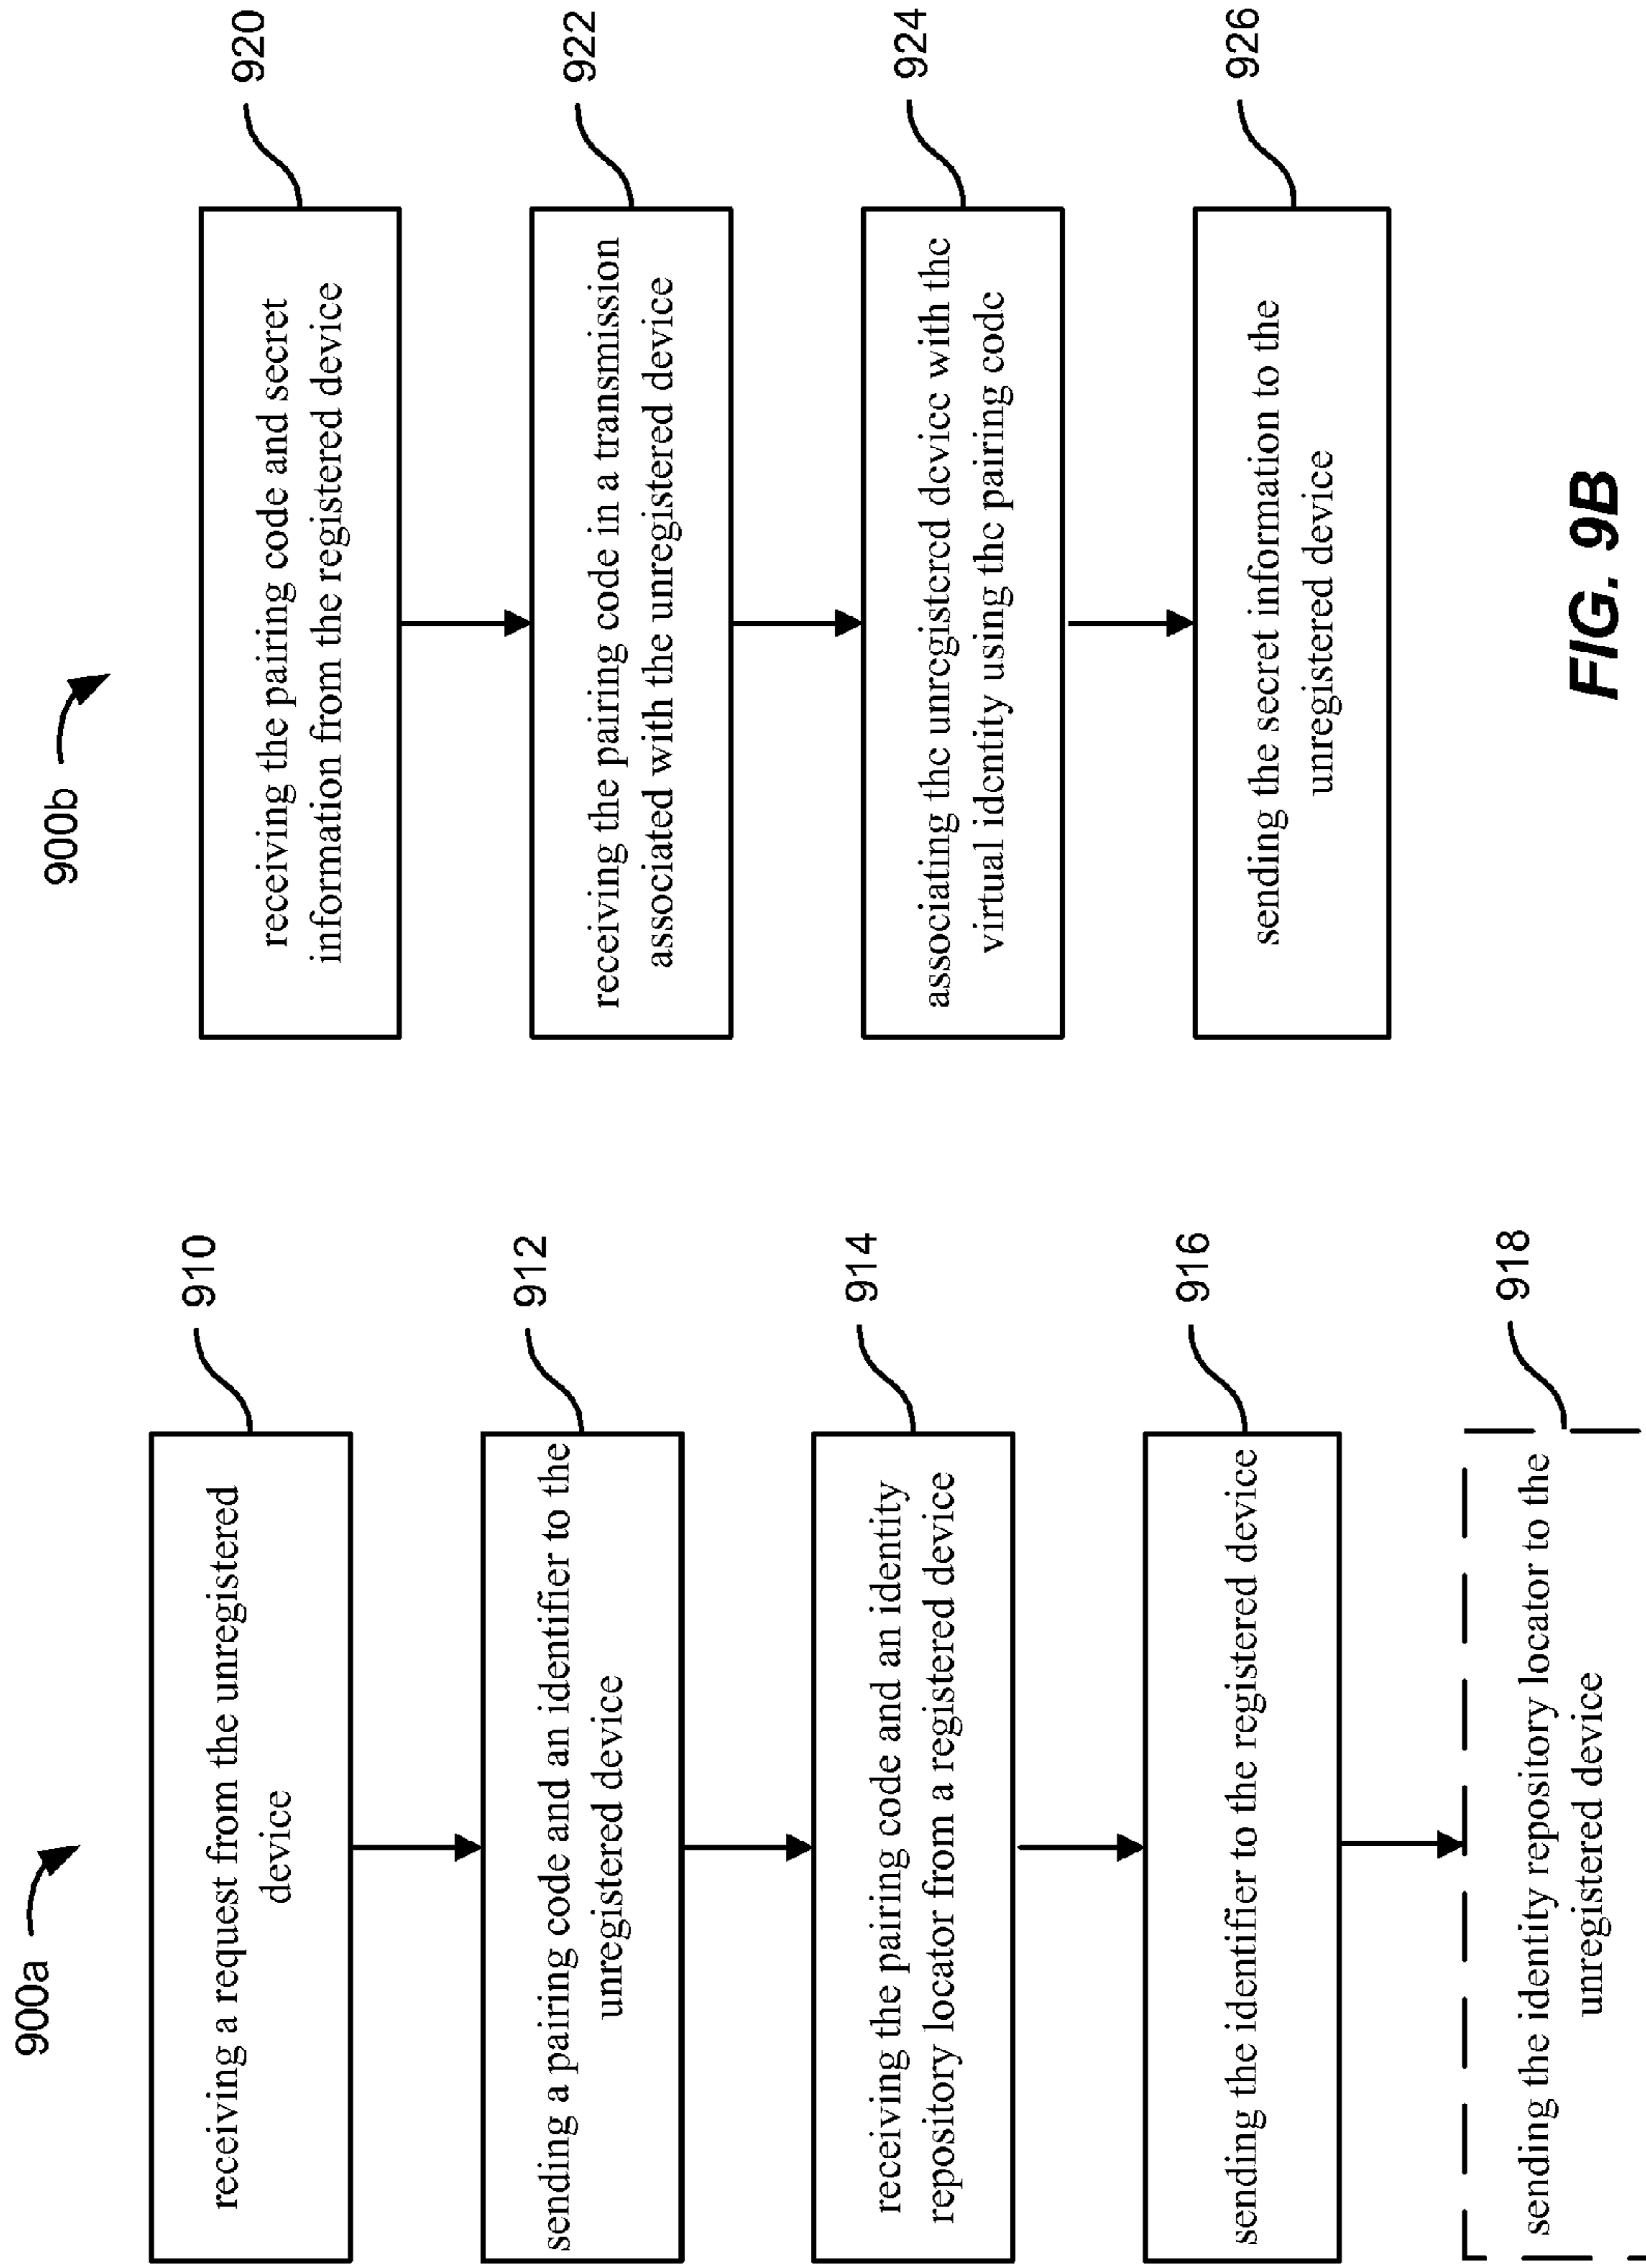 900a
receiving a request from the unregistered
device
910
sending a pairing code and an identifier to the
unregistered device
912
receiving the pairing code and an identity
repository locator from a registered device
914
sending the identifier to the registered device
916
sending the identity repository locator to the
unregistered device
918
900b
receiving the pairing code and secret
information from the registered device
920
receiving the pairing code in a transmission
associated with the unregistered device
922
associating the unregistered device with the
virtual identity using the pairing code
924
sending the secret information to the
unregistered device
926
FIG. 9B